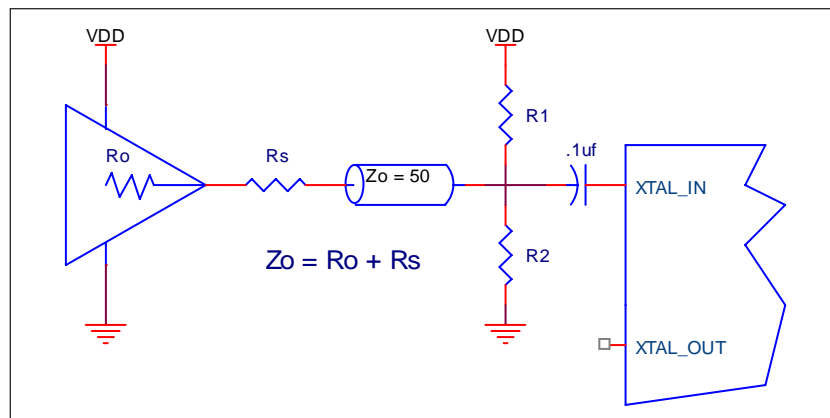 VDD
VDD
R1
Ro
Rs
Zo = 50
.1uf
XTAL_IN
R2
Zo = Ro + Rs
XTAL_OUT